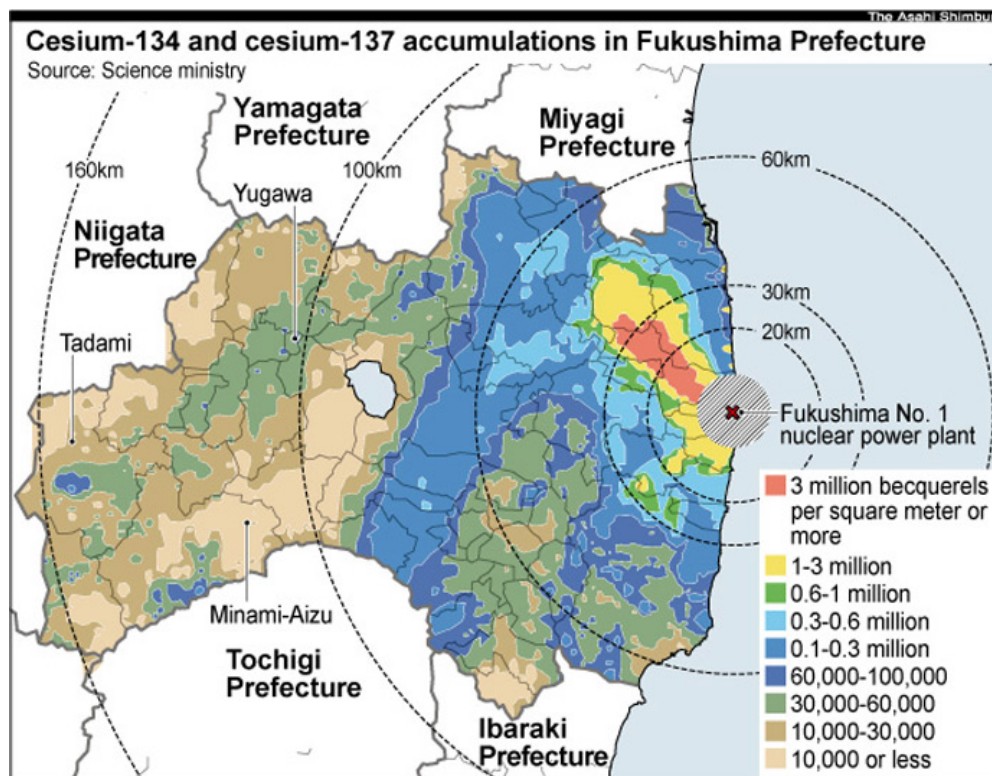 The Asahi Shimbun
Cesium-134 and cesium-137 accumulations in Fukushima Prefecture
Source: Science ministry
Yamagata
Prefecture
Miyagi
Prefecture
160km
100km
60km
Yugawa
Niigata
Prefecture
30km
Tadami
20km
Fukushima No. 1
nuclear power plant
Minami-Aizu
Tochigi
Prefecture
Ibaraki
Prefecture
3 million becquerels
per square meter or
more
1-3 million
0.6-1 million
0.3-0.6 million
0.1-0.3 million
60,000-100,000
30,000-60,000
10,000-30,000
10,000 or less